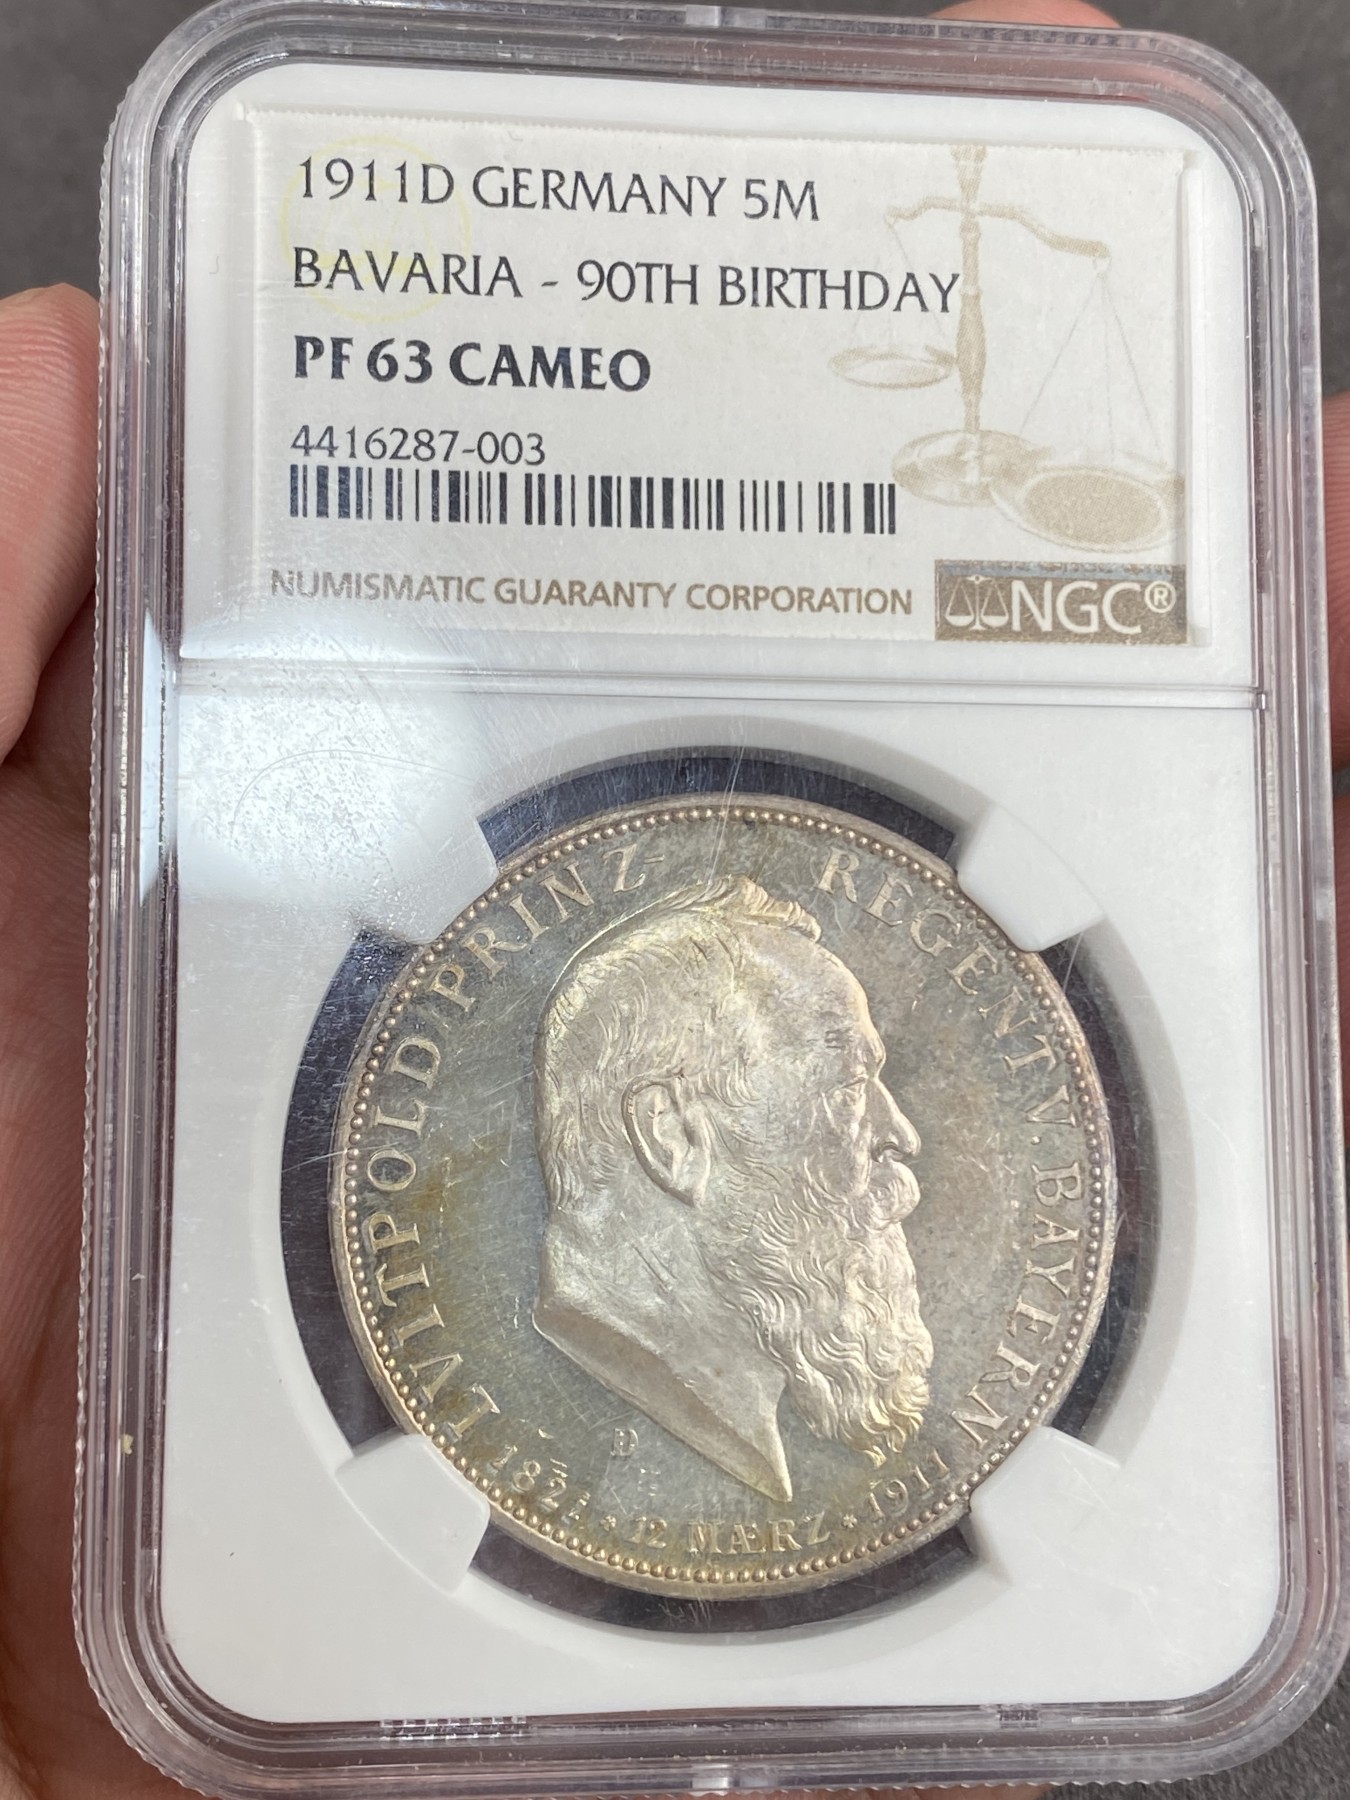 1911D GERMANY 5M
BAVARIA - 90TH BIRTHDAY
PF 63 CAMEO
4416287-003
NUMISMATIC GUARANTY CORPORATION
NGC®
LVITPOLD PRINZ-REGENT V. BAYERN
D
1821 * 12 MÆRZ * 1911